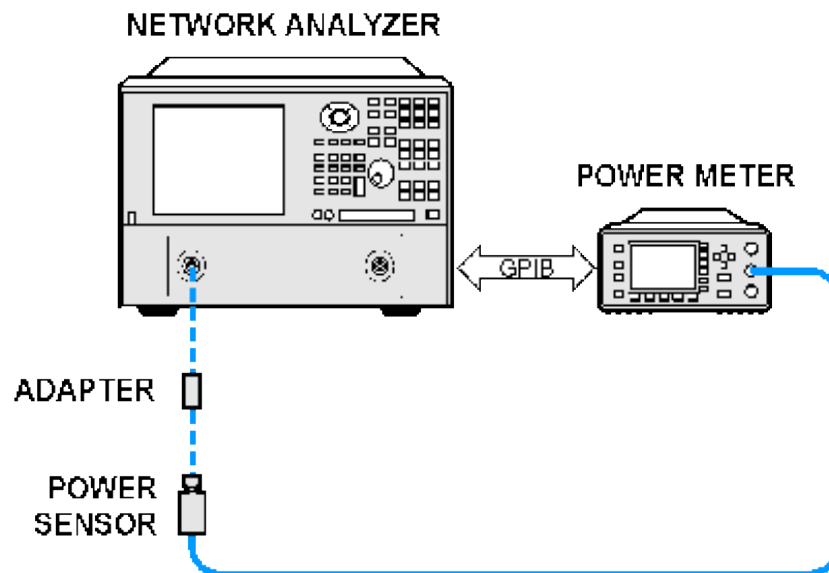 NETWORK ANALYZER
POWER METER
GPIB
ADAPTER
POWER
SENSOR